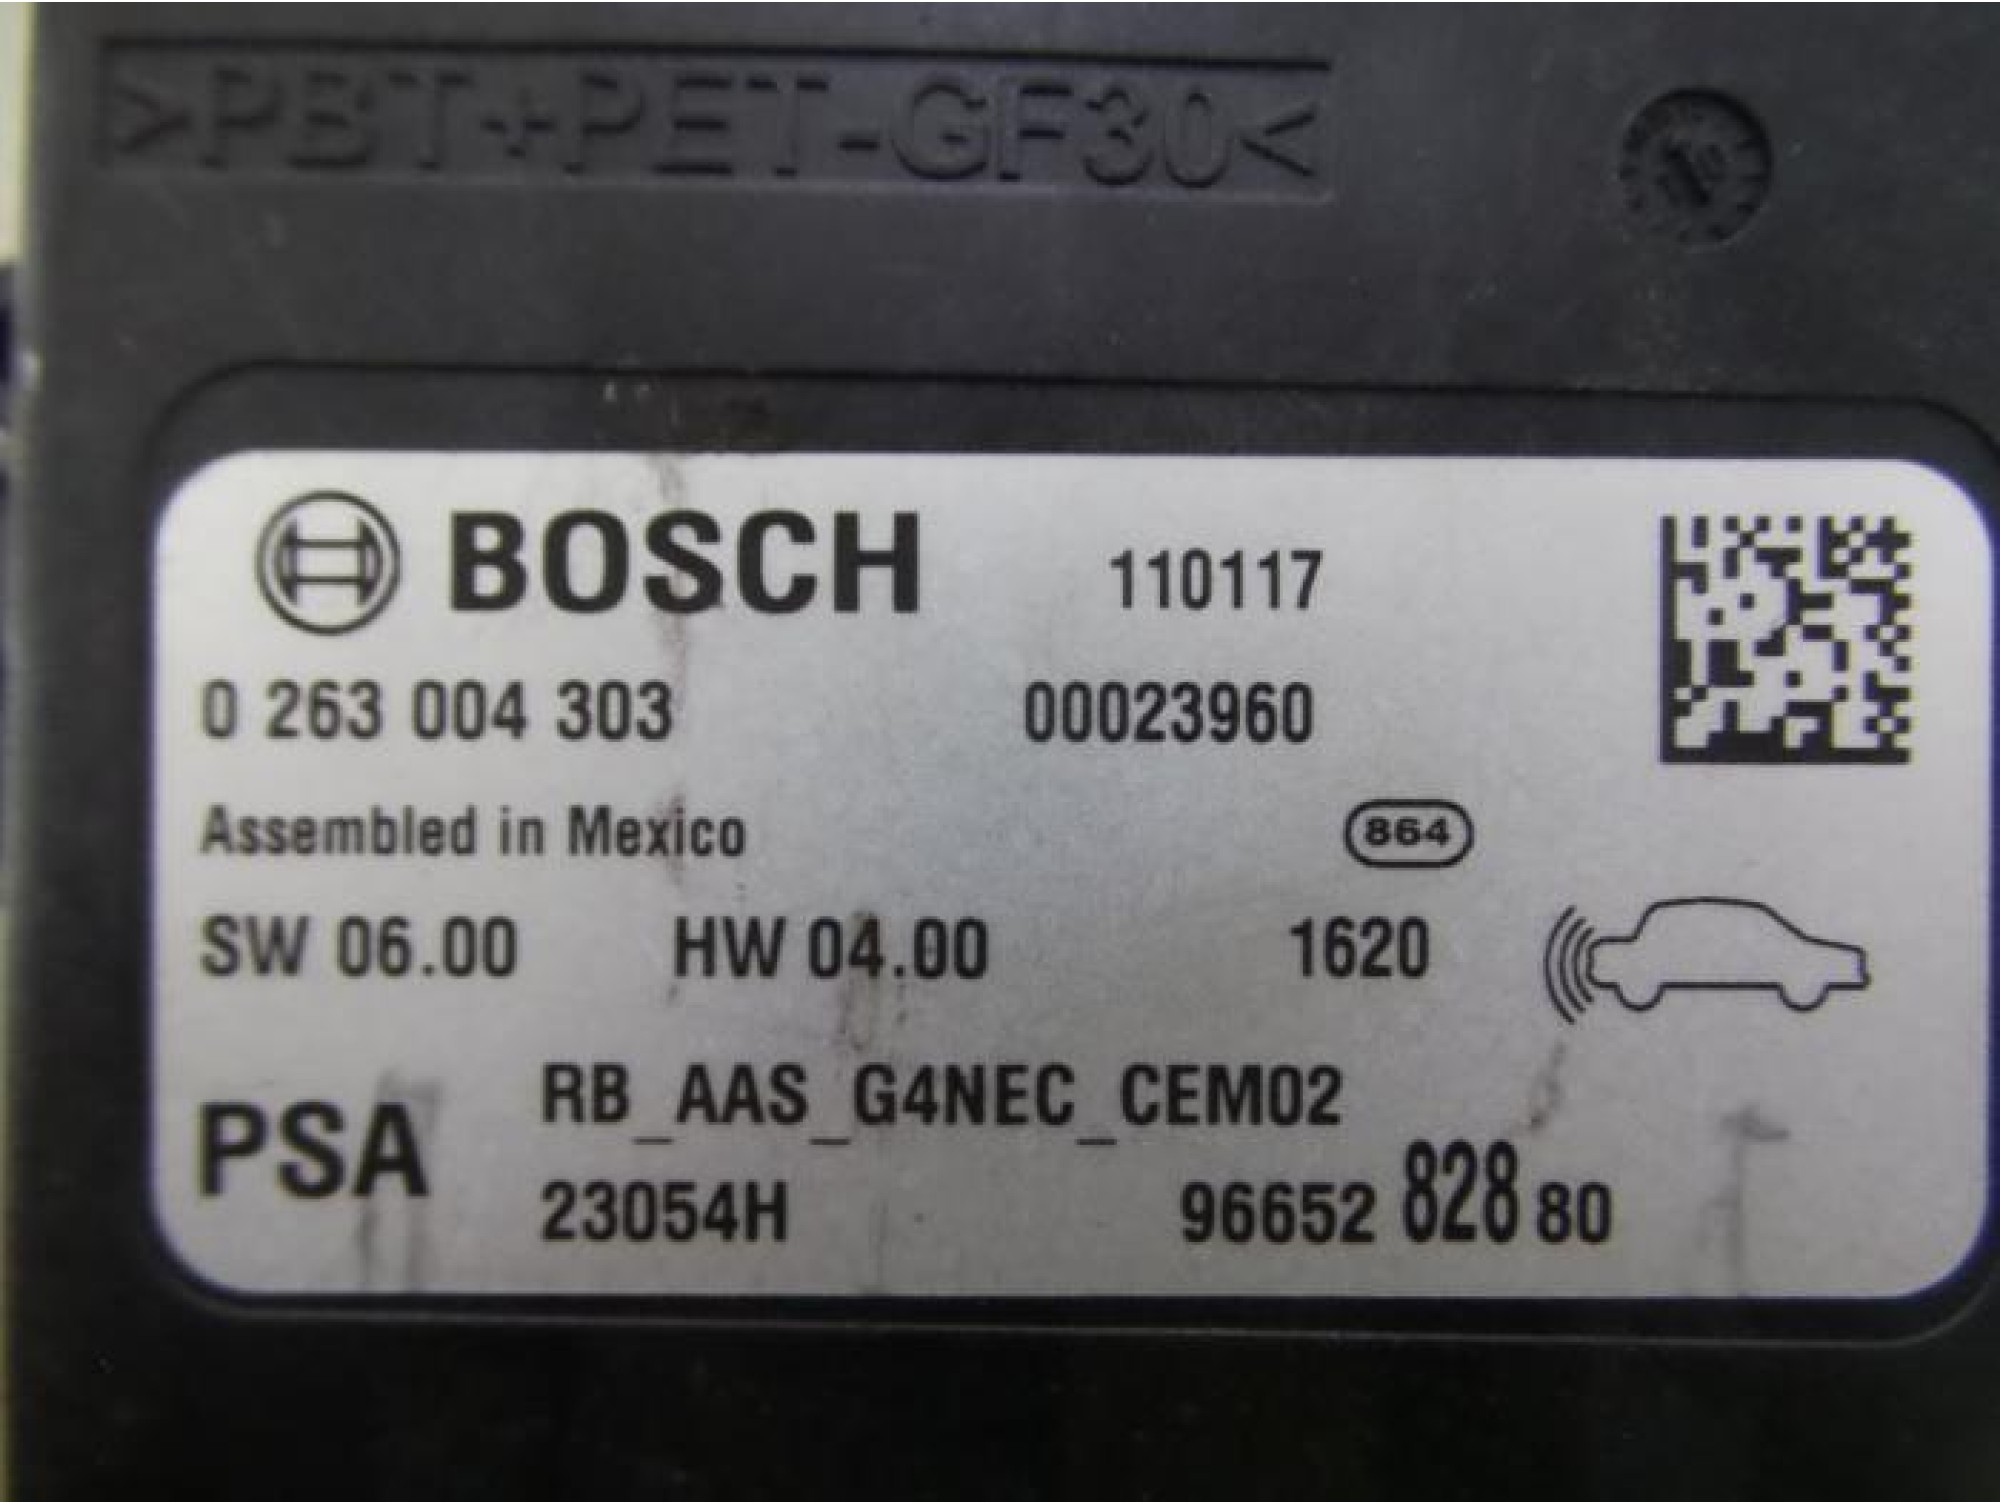 >PBT+PET-GF30<
BOSCH 110117
0 263 004 303 00023960
Assembled in Mexico 864
SW 06.00 HW 04.00 1620
PSA RB_AAS_G4NEC_CEM02
23054H 96652 828 80